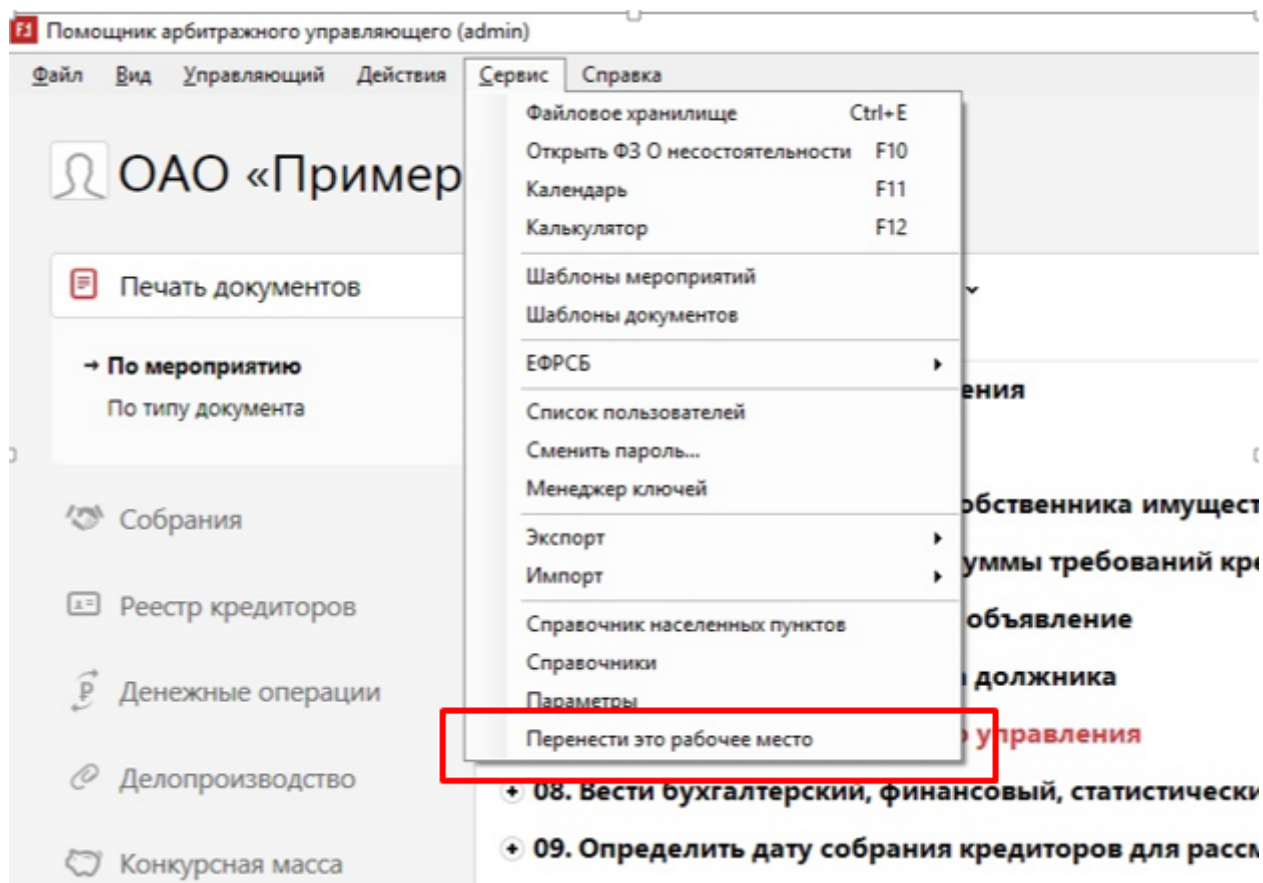 Помощник арбитражного управляющего (admin)
Файл Вид Управляющий Действия Сервис Справка
ОАО «Пример
Печать документов
→ По мероприятию
По типу документа
Собрания
Реестр кредиторов
Денежные операции
Делопроизводство
Конкурсная масса
Файловое хранилище Ctrl+E
Открыть ФЗ О несостоятельности F10
Календарь F11
Калькулятор F12
Шаблоны мероприятий
Шаблоны документов
ЕФРСБ
Список пользователей
Сменить пароль...
Менеджер ключей
Экспорт
Импорт
Справочник населенных пунктов
Справочники
Параметры
Перенести это рабочее место
ения
обственника имущест
уммы требований кре
объявление
должника
управления
08. Вести бухгалтерский, финансовый, статистически
09. Определить дату собрания кредиторов для рассм